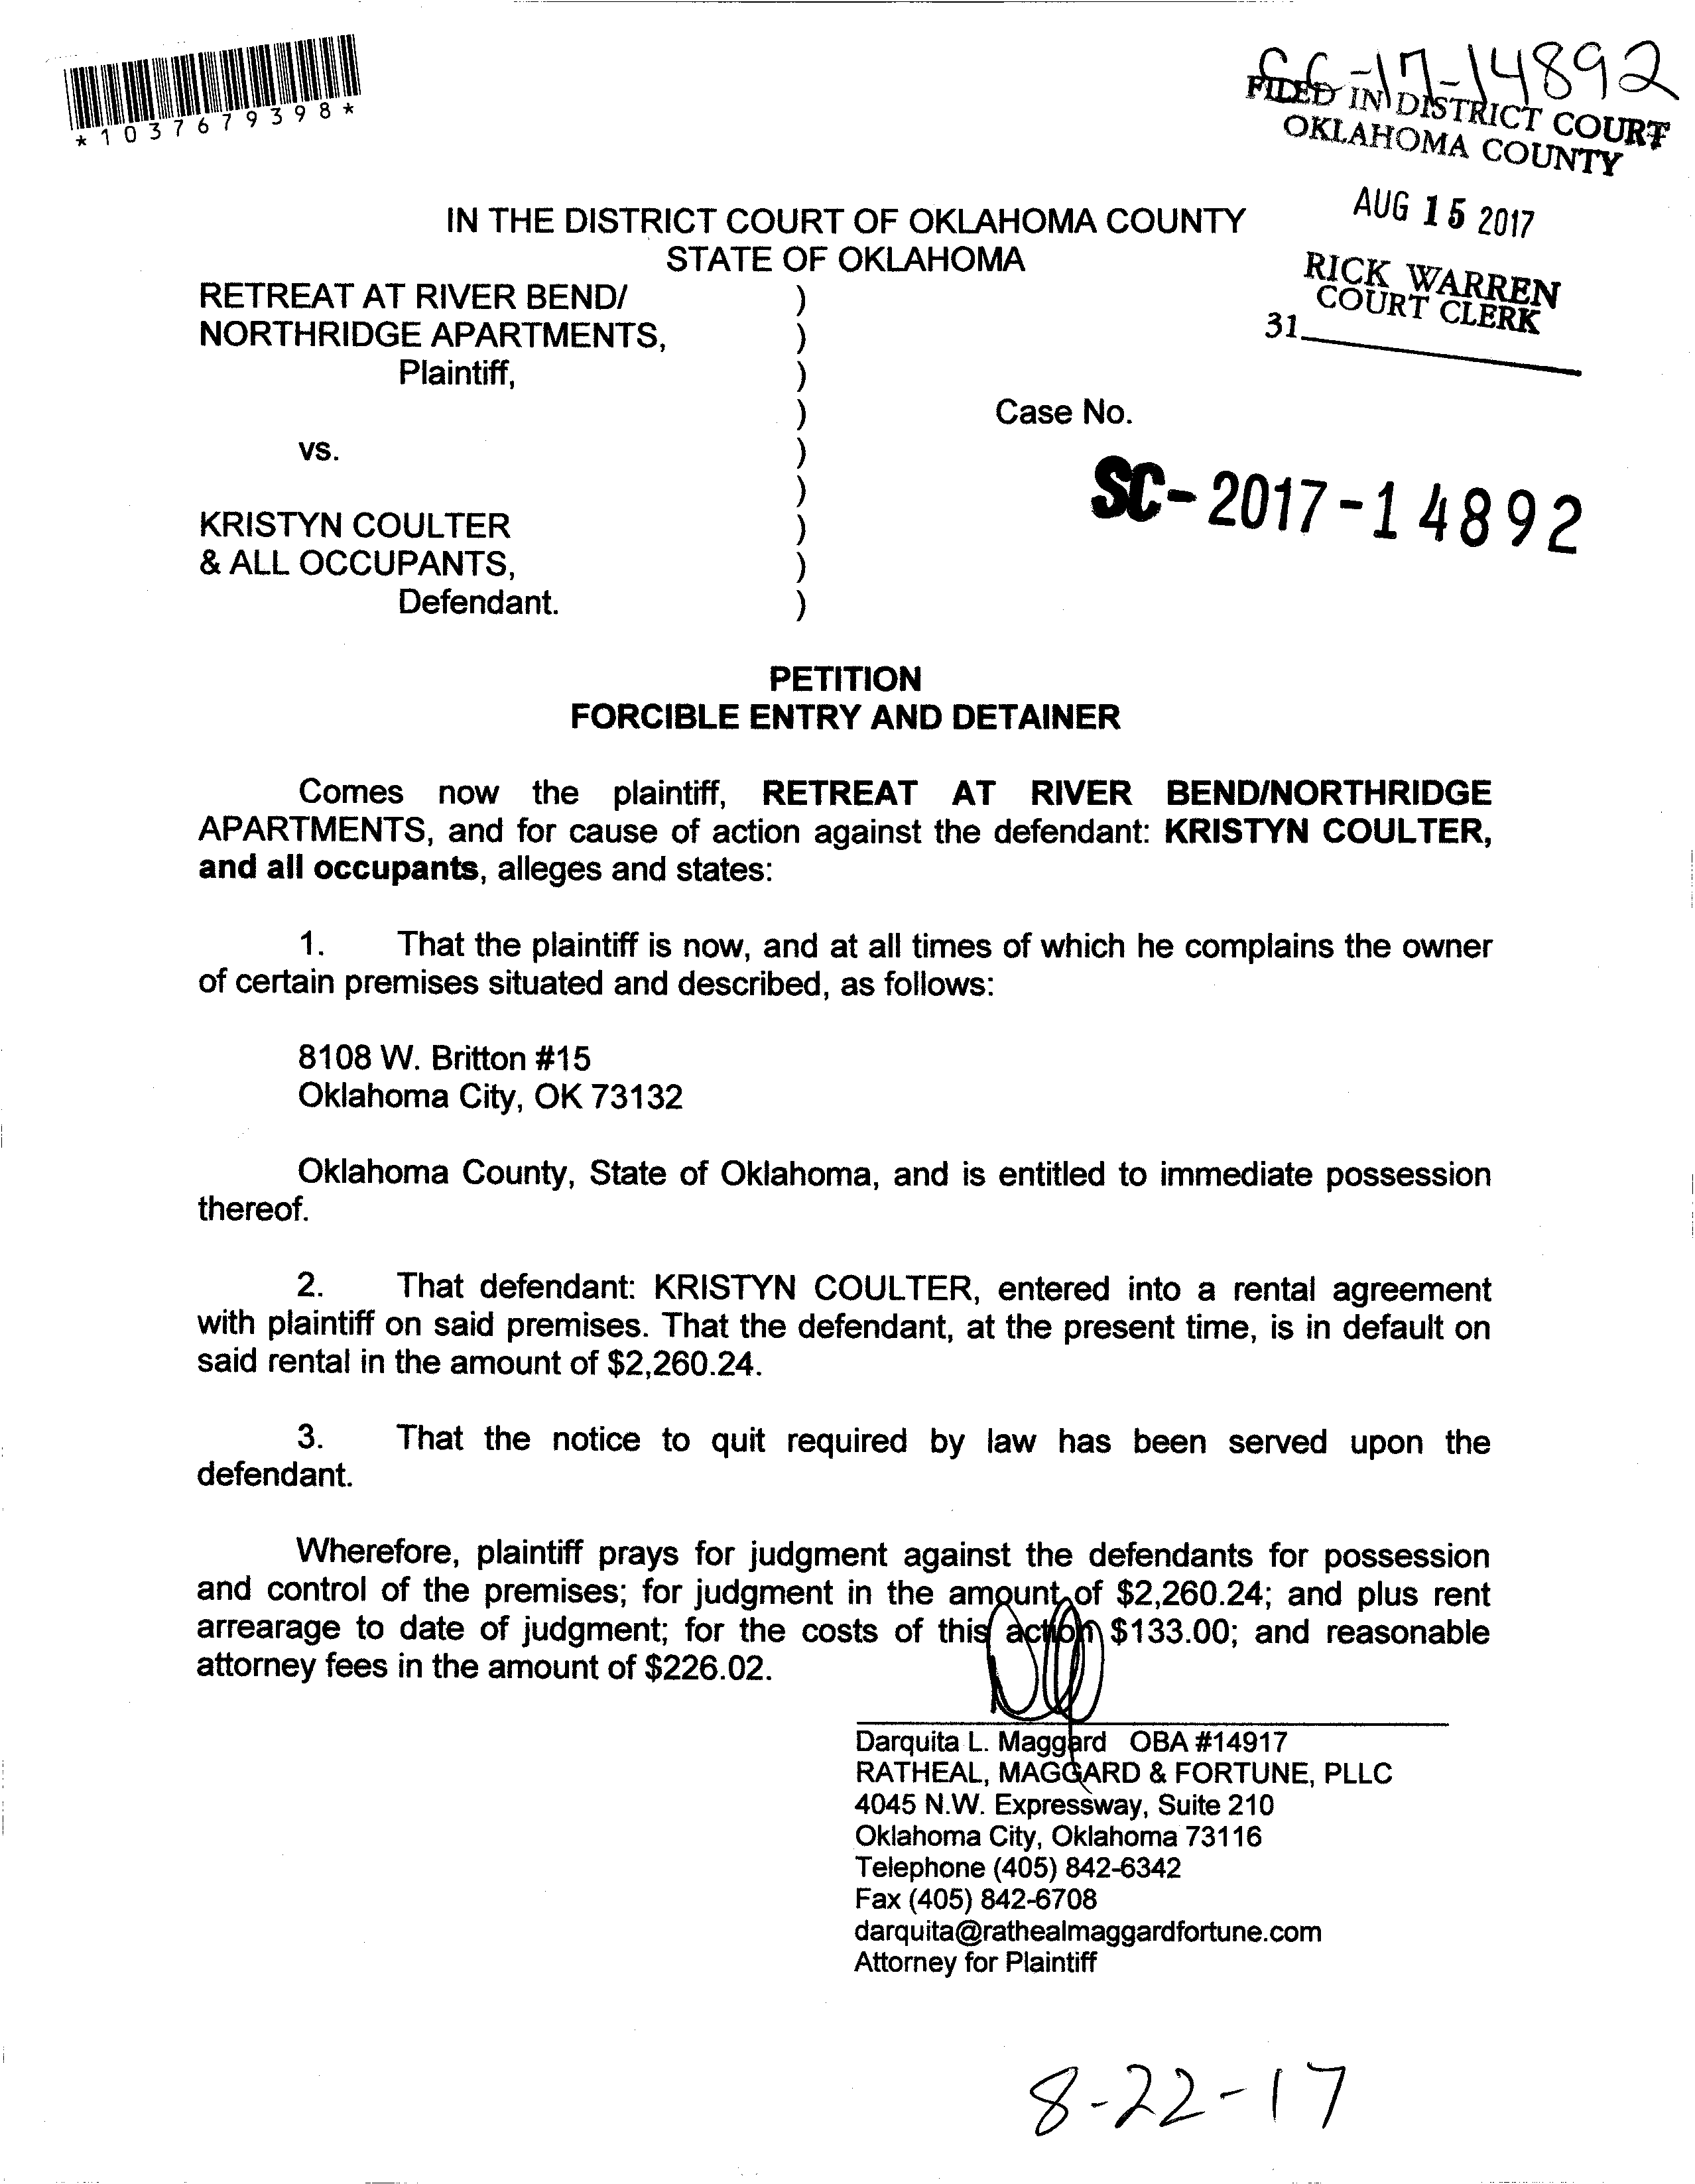 *1037679398*
SC-17-14892
FILED IN DISTRICT COURT
OKLAHOMA COUNTY
AUG 15 2017
RICK WARREN
COURT CLERK
31
IN THE DISTRICT COURT OF OKLAHOMA COUNTY
STATE OF OKLAHOMA
RETREAT AT RIVER BEND/ )
NORTHRIDGE APARTMENTS, )
Plaintiff, )
) Case No.
vs. )
) SC-2017-14892
KRISTYN COULTER )
& ALL OCCUPANTS, )
Defendant. )
PETITION
FORCIBLE ENTRY AND DETAINER
Comes now the plaintiff, RETREAT AT RIVER BEND/NORTHRIDGE
APARTMENTS, and for cause of action against the defendant: KRISTYN COULTER,
and all occupants, alleges and states:
1. That the plaintiff is now, and at all times of which he complains the owner
of certain premises situated and described, as follows:
8108 W. Britton #15
Oklahoma City, OK 73132
Oklahoma County, State of Oklahoma, and is entitled to immediate possession
thereof.
2. That defendant: KRISTYN COULTER, entered into a rental agreement
with plaintiff on said premises. That the defendant, at the present time, is in default on
said rental in the amount of $2,260.24.
3. That the notice to quit required by law has been served upon the
defendant.
Wherefore, plaintiff prays for judgment against the defendants for possession
and control of the premises; for judgment in the amount of $2,260.24; and plus rent
arrearage to date of judgment; for the costs of this action $133.00; and reasonable
attorney fees in the amount of $226.02.
Darquita L. Maggard OBA #14917
RATHEAL, MAGGARD & FORTUNE, PLLC
4045 N.W. Expressway, Suite 210
Oklahoma City, Oklahoma 73116
Telephone (405) 842-6342
Fax (405) 842-6708
darquita@rathealmaggardfortune.com
Attorney for Plaintiff
8-22-17